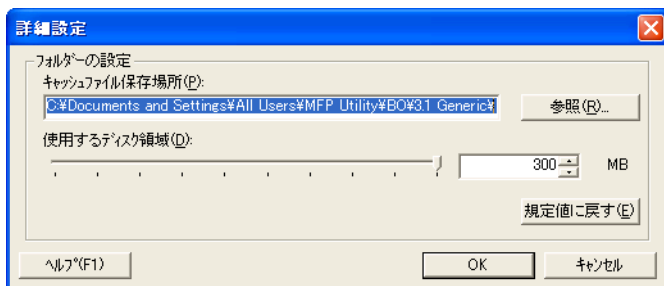 詳細設定
フォルダーの設定
キャッシュファイル保存場所(P):
C:¥Documents and Settings¥All Users¥MFP Utility¥BO¥3.1 Generic¥
参照(R)...
使用するディスク領域(D):
300
MB
規定値に戻す(E)
ヘルプ(F1)
OK
キャンセル